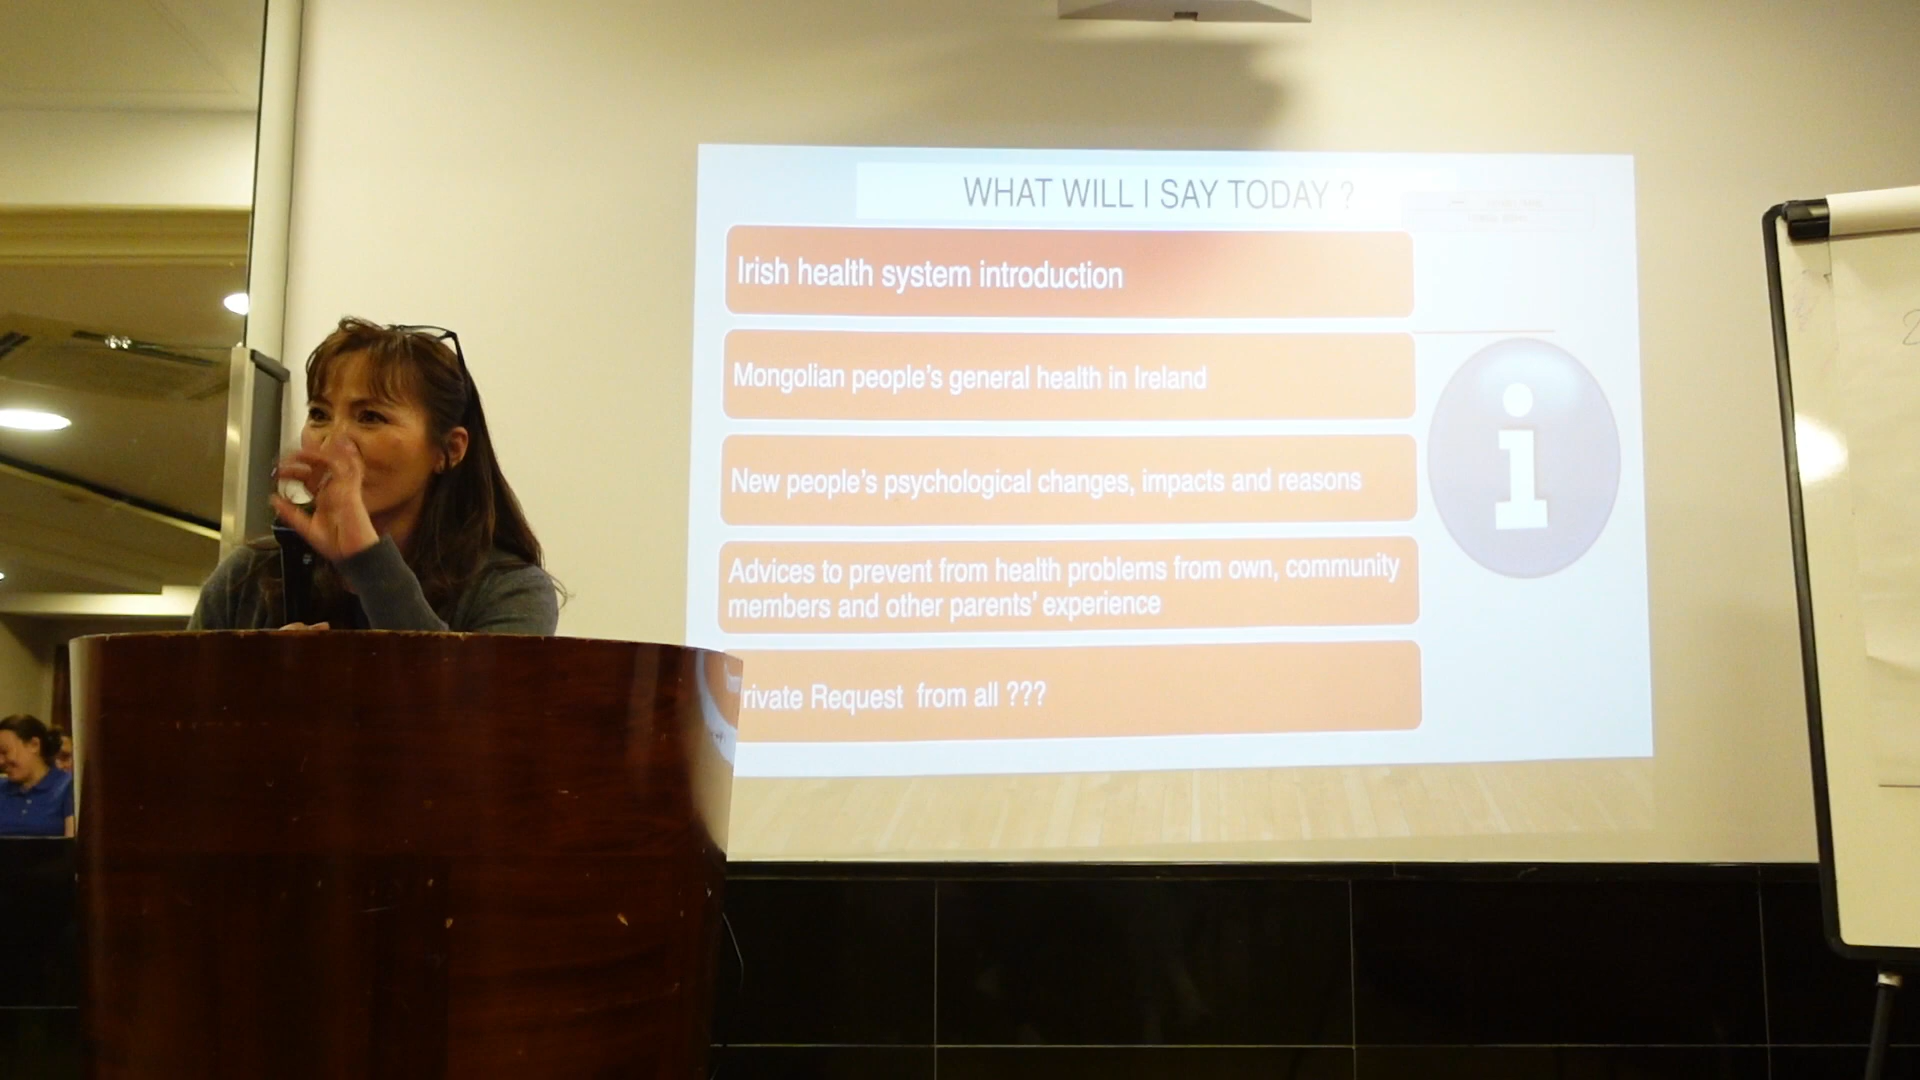 WHAT WILL I SAY TODAY ?
Irish health system introduction
Mongolian people's general health in Ireland
New people's psychological changes, impacts and reasons
Advices to prevent from health problems from own, community
members and other parents' experience
rivate Request from all ???
i
2